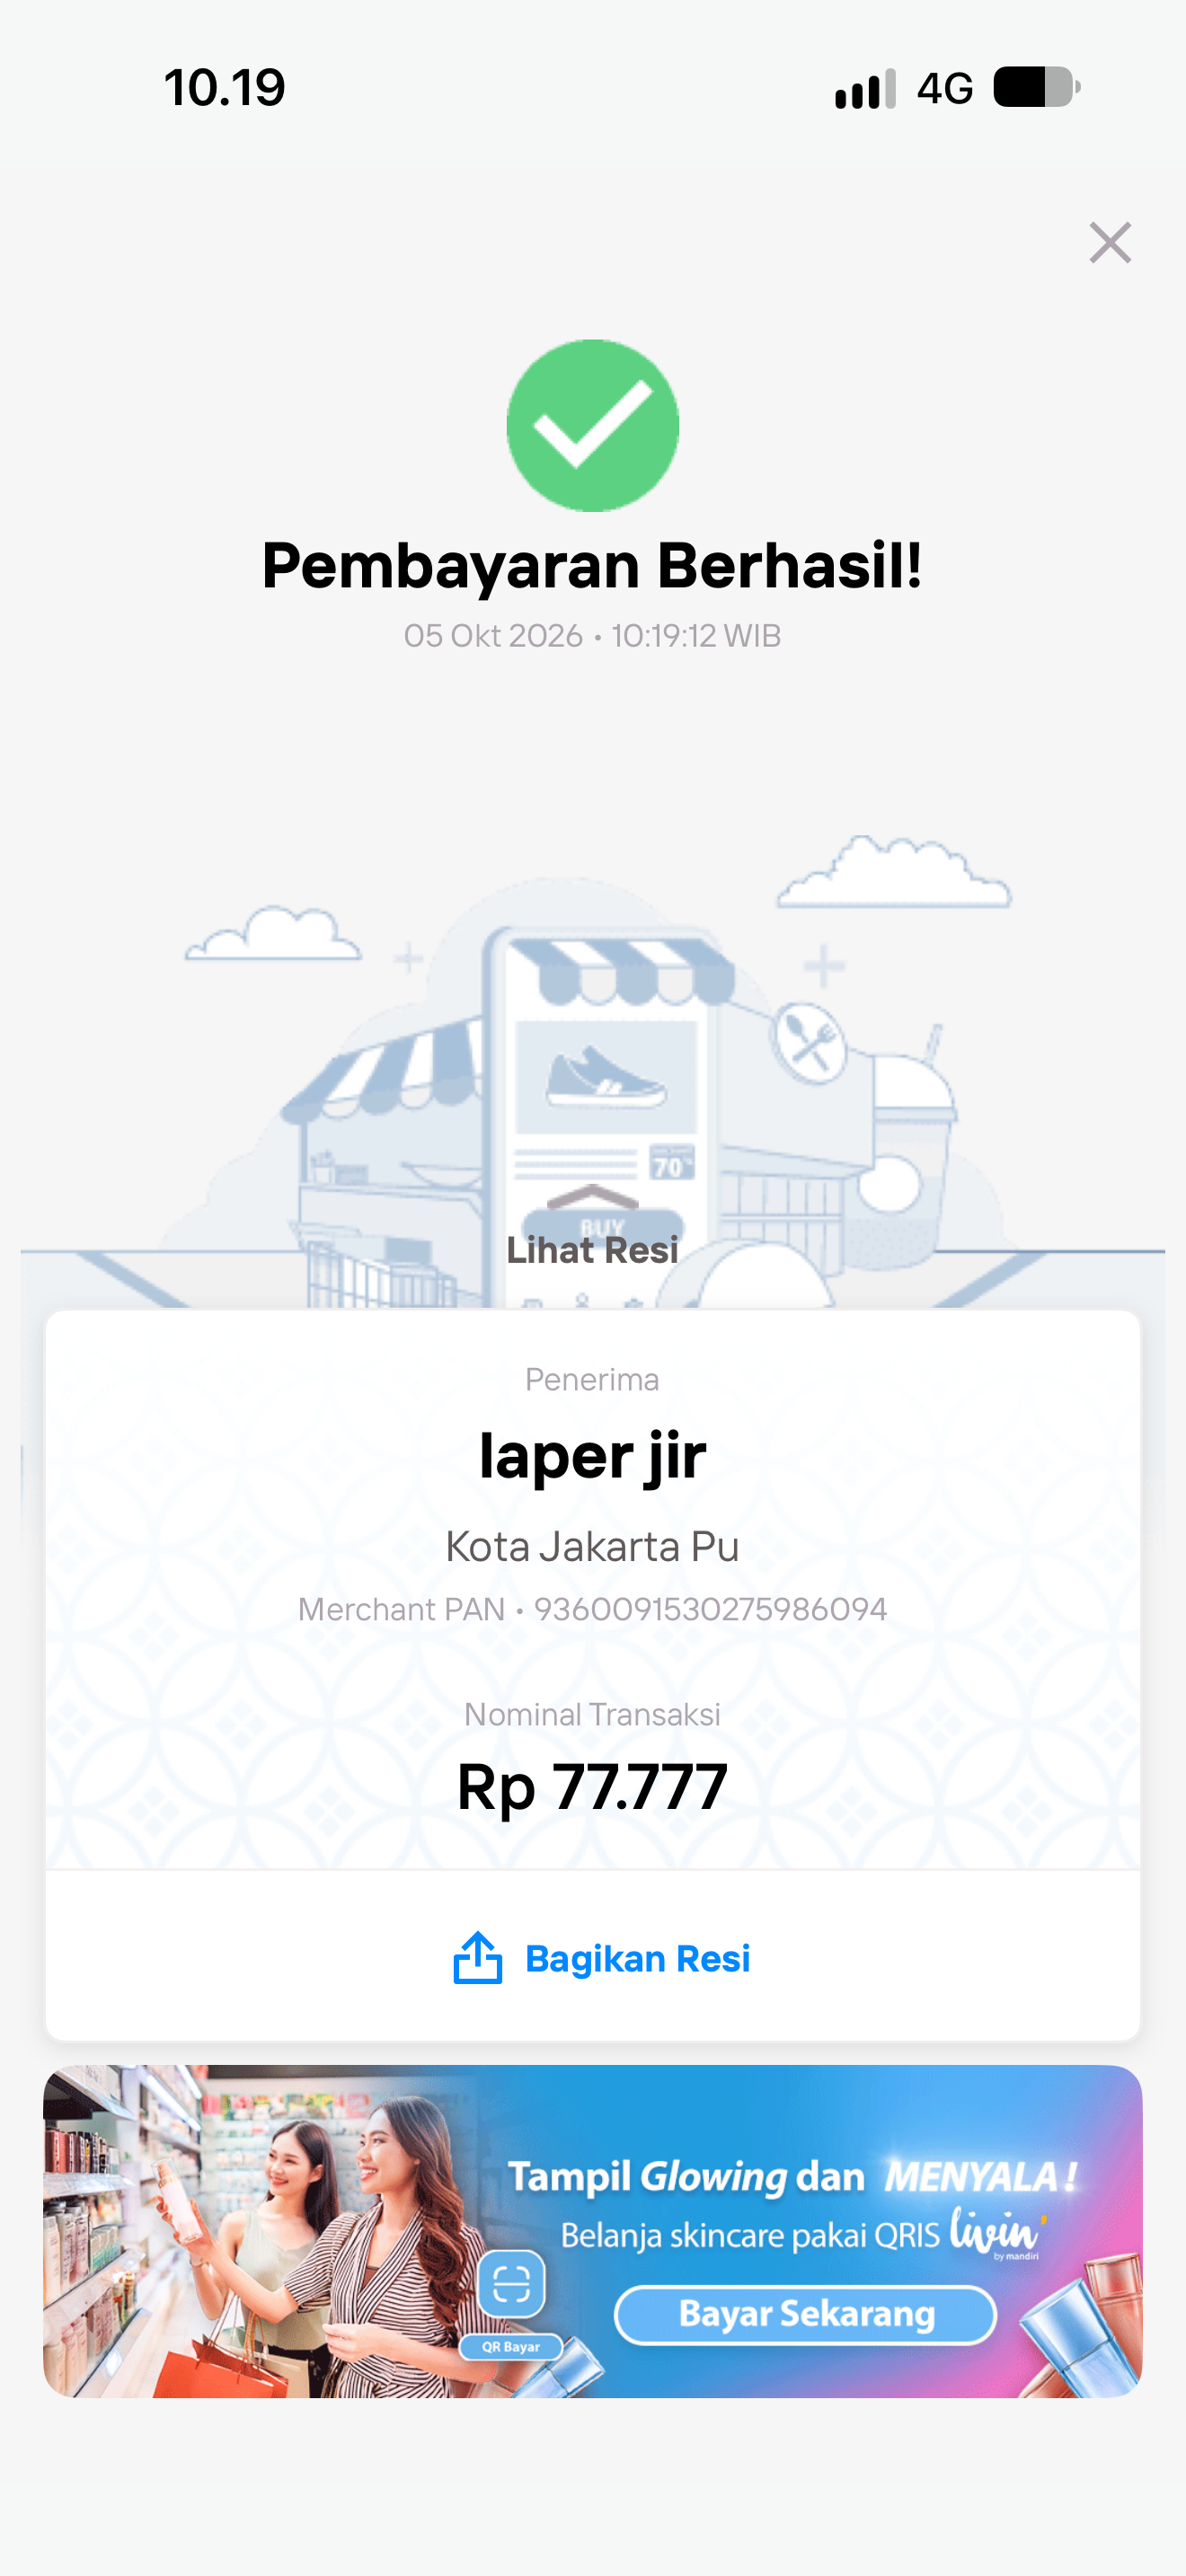 10.19
4G
Pembayaran Berhasil!
05 Okt 2026 • 10:19:12 WIB
70%
BUY
Lihat Resi
Penerima
laper jir
Kota Jakarta Pu
Merchant PAN • 9360091530275986094
Nominal Transaksi
Rp 77.777
Bagikan Resi
Tampil Glowing dan MENYALA !
Belanja skincare pakai QRIS livin'
by mandiri
Bayar Sekarang
QR Bayar